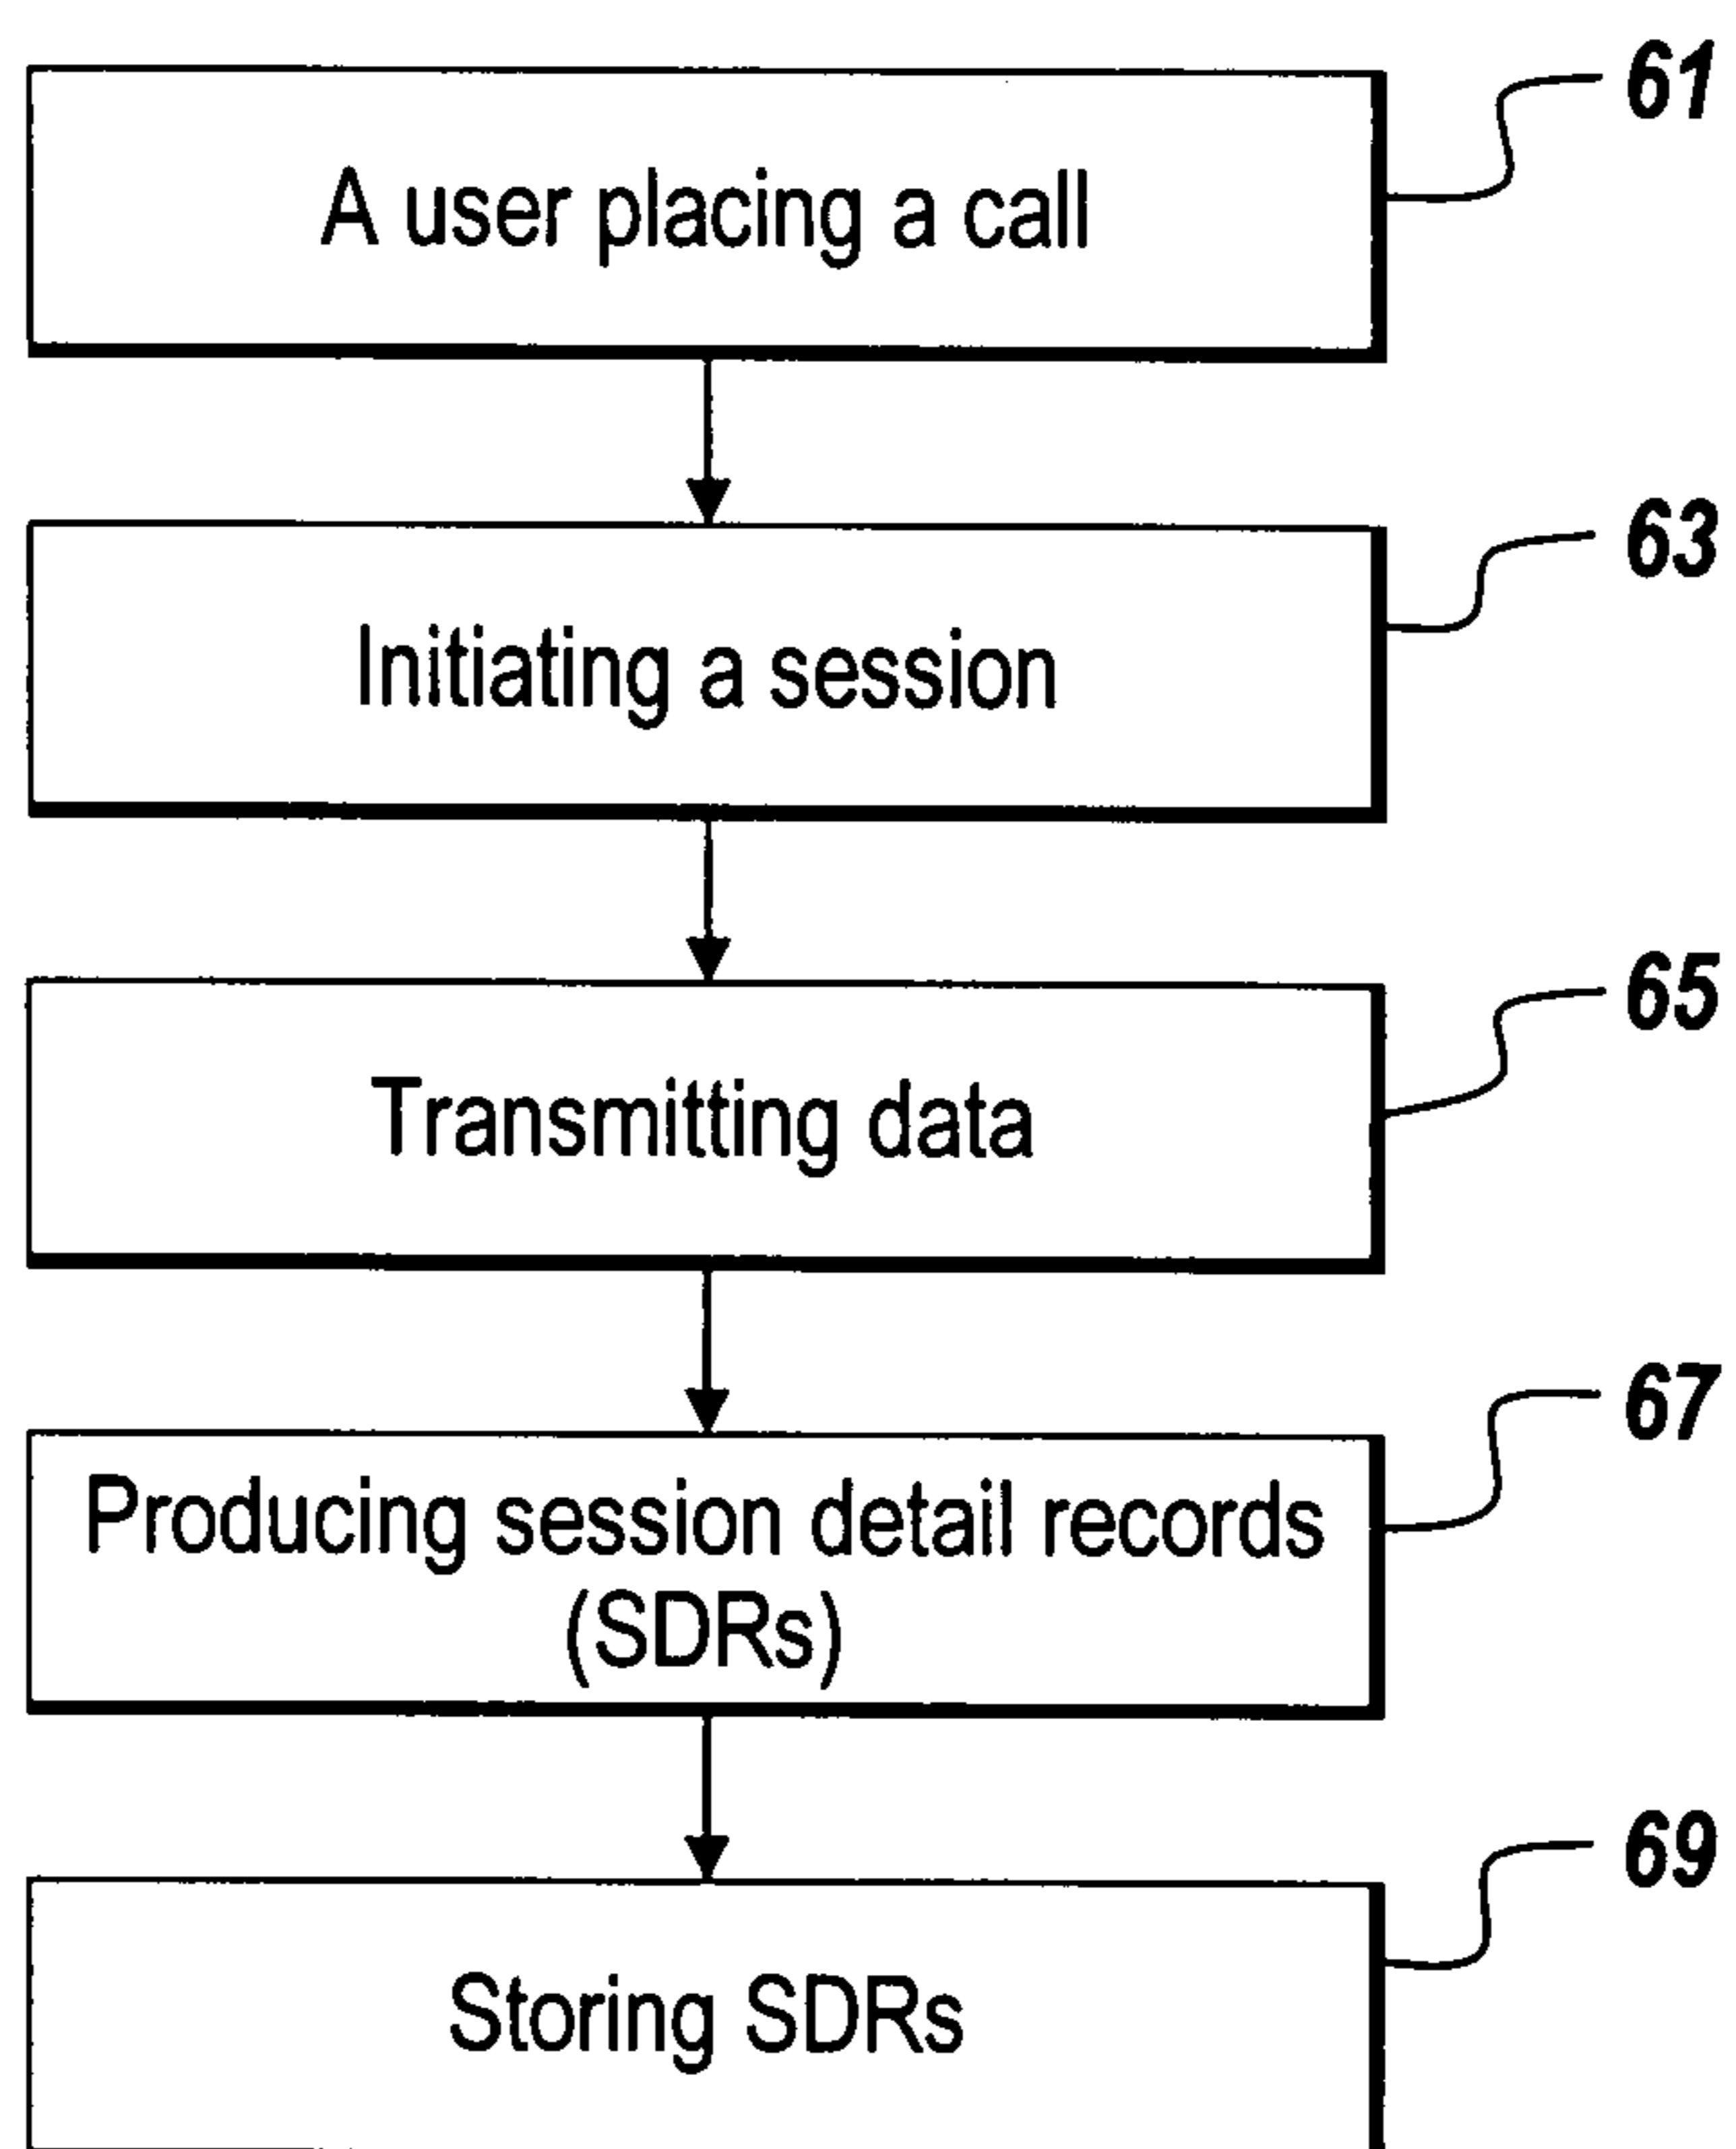 61
A user placing a call
63
Initiating a session
65
Transmitting data
67
Producing session detail records
(SDRs)
69
Storing SDRs